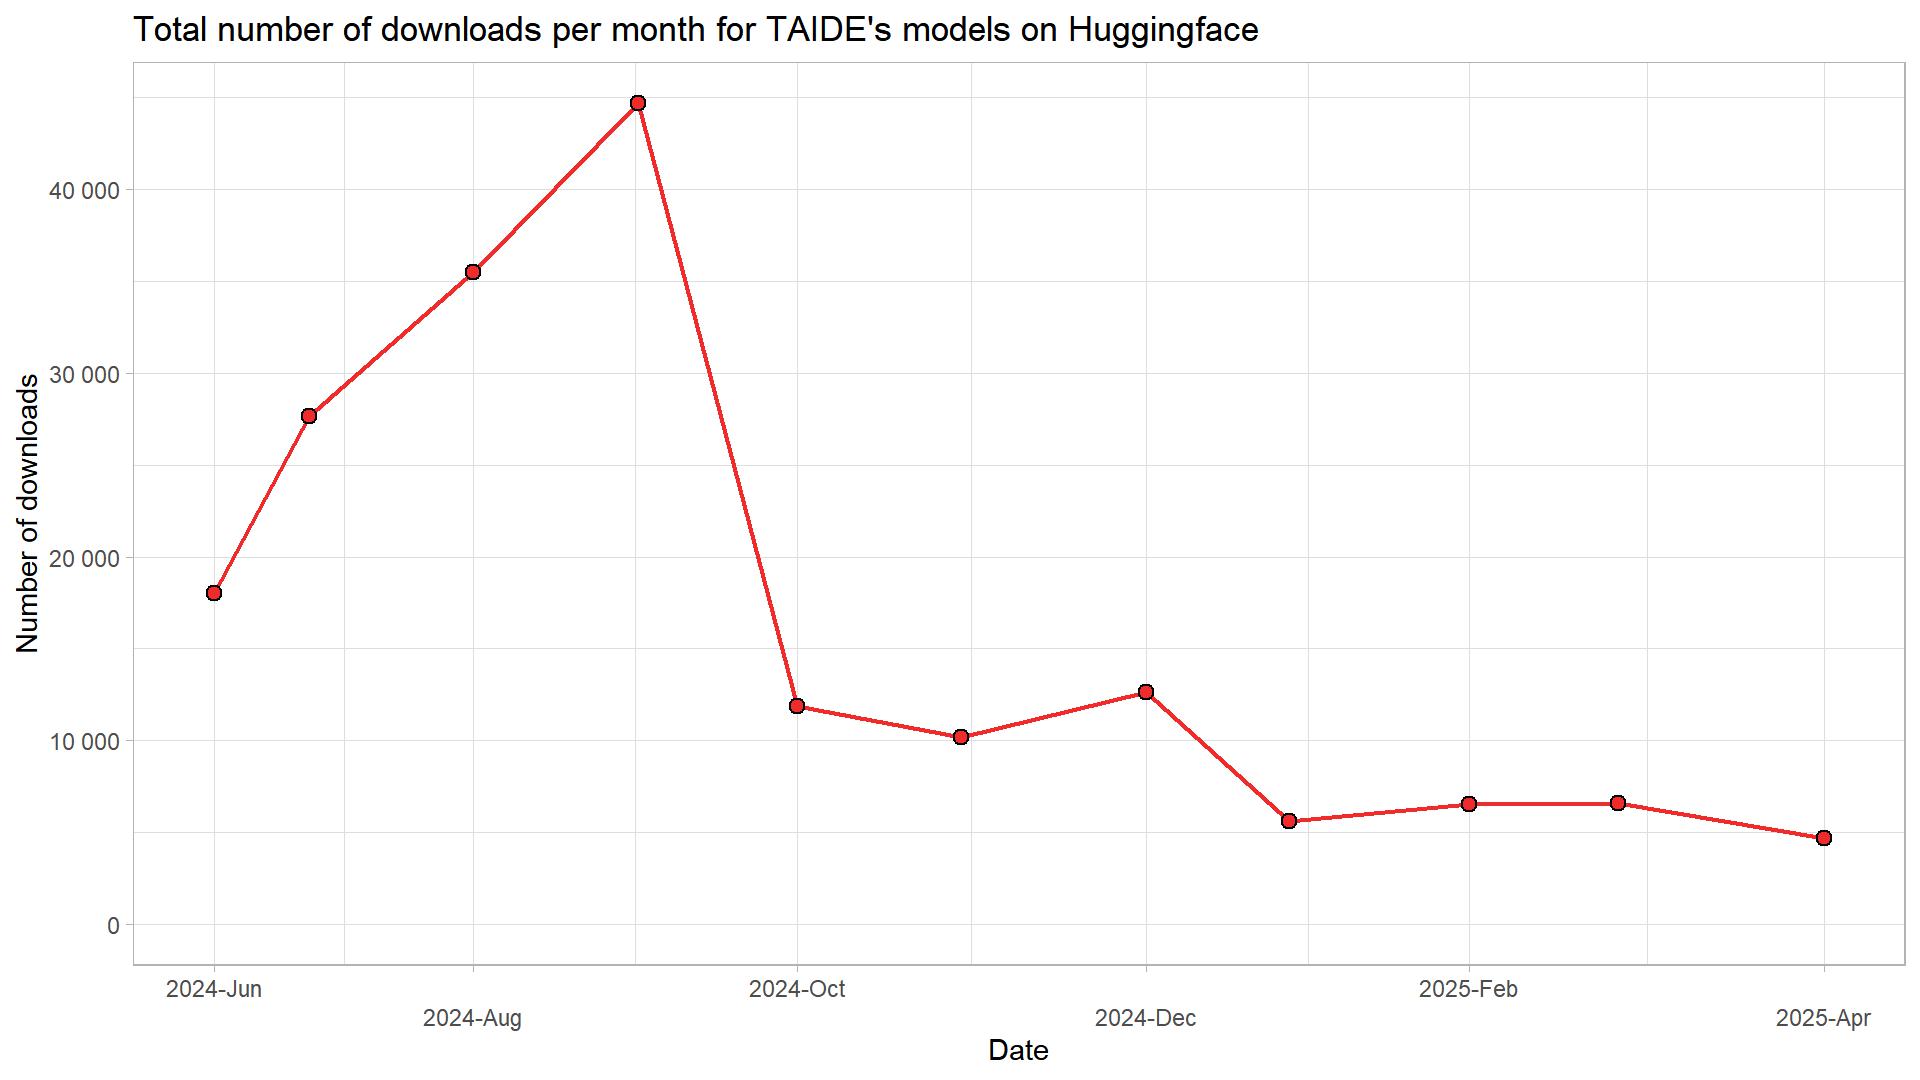 Total number of downloads per month for TAIDE's models on Huggingface
Number of downloads
40 000
30 000
20 000
10 000
0
2024-Jun
2024-Aug
2024-Oct
2024-Dec
2025-Feb
2025-Apr
Date